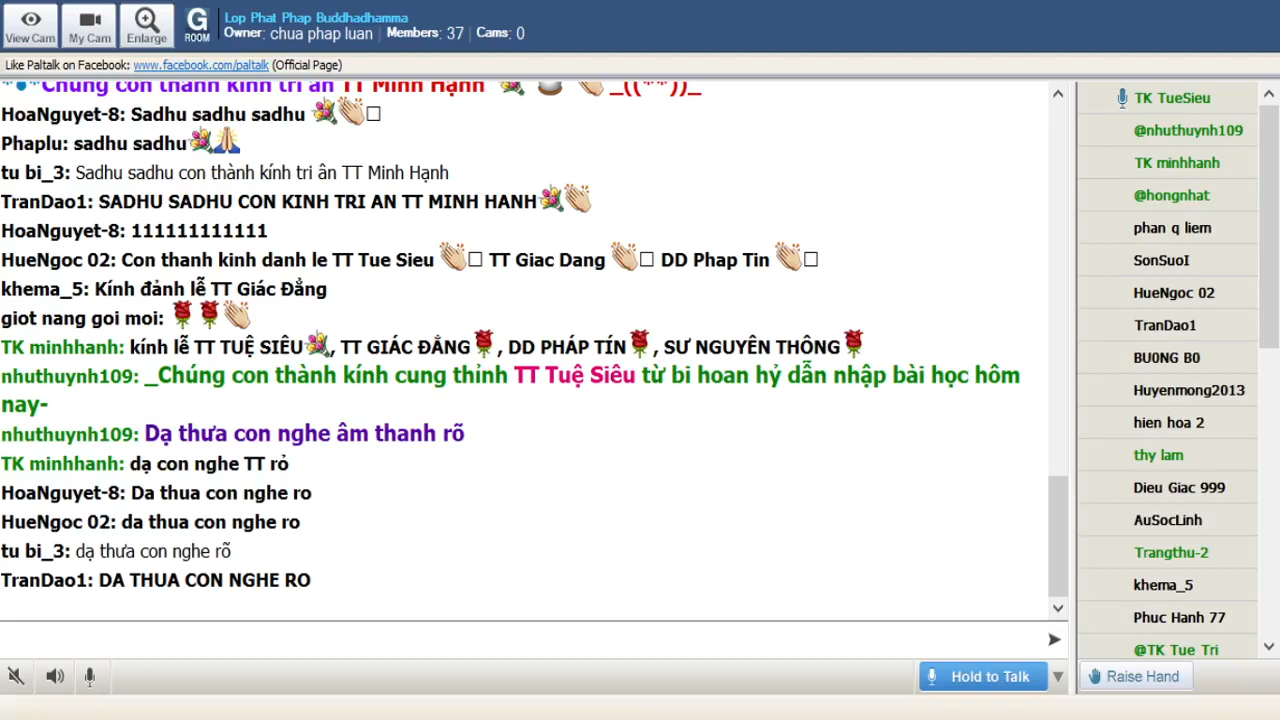 View Cam
My Cam
Enlarge
G ROOM
Lop Phat Phap Buddhadhamma
Owner: chua phap luan Members: 37 Cams: 0
Like Paltalk on Facebook: www.facebook.com/paltalk (Official Page)
*●*Chúng con thành kính tri ân TT Minh Hạnh 💐 👏 _((**))_
HoaNguyet-8: Sadhu sadhu sadhu 💐👏□
Phaplu: sadhu sadhu💐🙏
tu bi_3: Sadhu sadhu con thành kính tri ân TT Minh Hạnh
TranDao1: SADHU SADHU CON KINH TRI AN TT MINH HANH💐👏
HoaNguyet-8: 111111111111
HueNgoc 02: Con thanh kinh danh le TT Tue Sieu 👏□ TT Giac Dang 👏□ DD Phap Tin 👏□
khema_5: Kính đảnh lễ TT Giác Đẳng
giot nang goi moi: 🌹🌹👏
TK minhhanh: kính lễ TT TUỆ SIÊU💐, TT GIÁC ĐẲNG🌹, DD PHÁP TÍN🌹, SƯ NGUYÊN THÔNG🌹
nhuthuynh109: _Chúng con thành kính cung thỉnh TT Tuệ Siêu từ bi hoan hỷ dẫn nhập bài học hôm
nay-
nhuthuynh109: Dạ thưa con nghe âm thanh rõ
TK minhhanh: dạ con nghe TT rỏ
HoaNguyet-8: Da thua con nghe ro
HueNgoc 02: da thua con nghe ro
tu bi_3: dạ thưa con nghe rõ
TranDao1: DA THUA CON NGHE RO
TK TueSieu
@nhuthuynh109
TK minhhanh
@hongnhat
phan q liem
SonSuoI
HueNgoc 02
TranDao1
BU0NG B0
Huyenmong2013
hien hoa 2
thy lam
Dieu Giac 999
AuSocLinh
Trangthu-2
khema_5
Phuc Hanh 77
@TK Tue Tri
Hold to Talk
Raise Hand